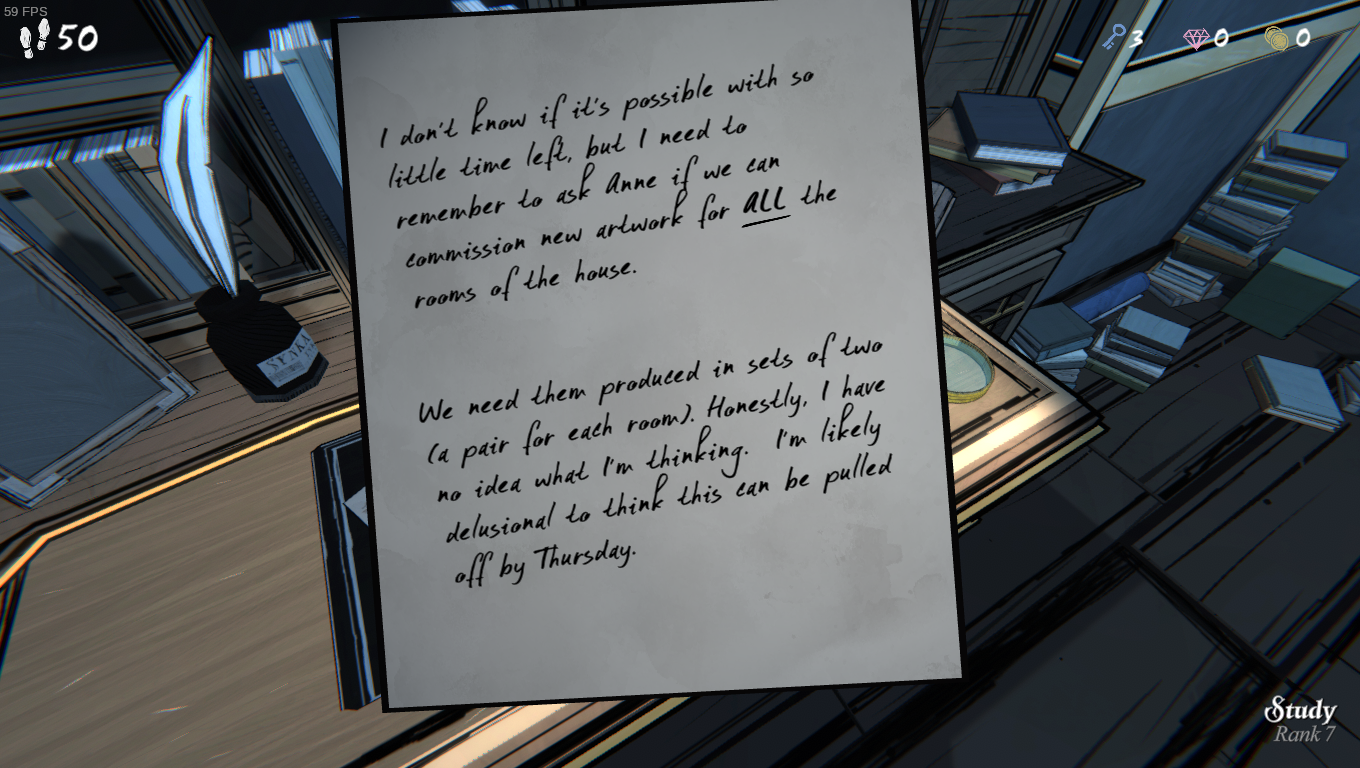 59 FPS
50
3
0
0
I don't know if it's possible with so
little time left, but I need to
remember to ask Anne if we can
commission new artwork for ALL the
rooms of the house.
We need them produced in sets of two
(a pair for each room). Honestly, I have
no idea what I'm thinking. I'm likely
delusional to think this can be pulled
off by Thursday.
Study
Rank 7